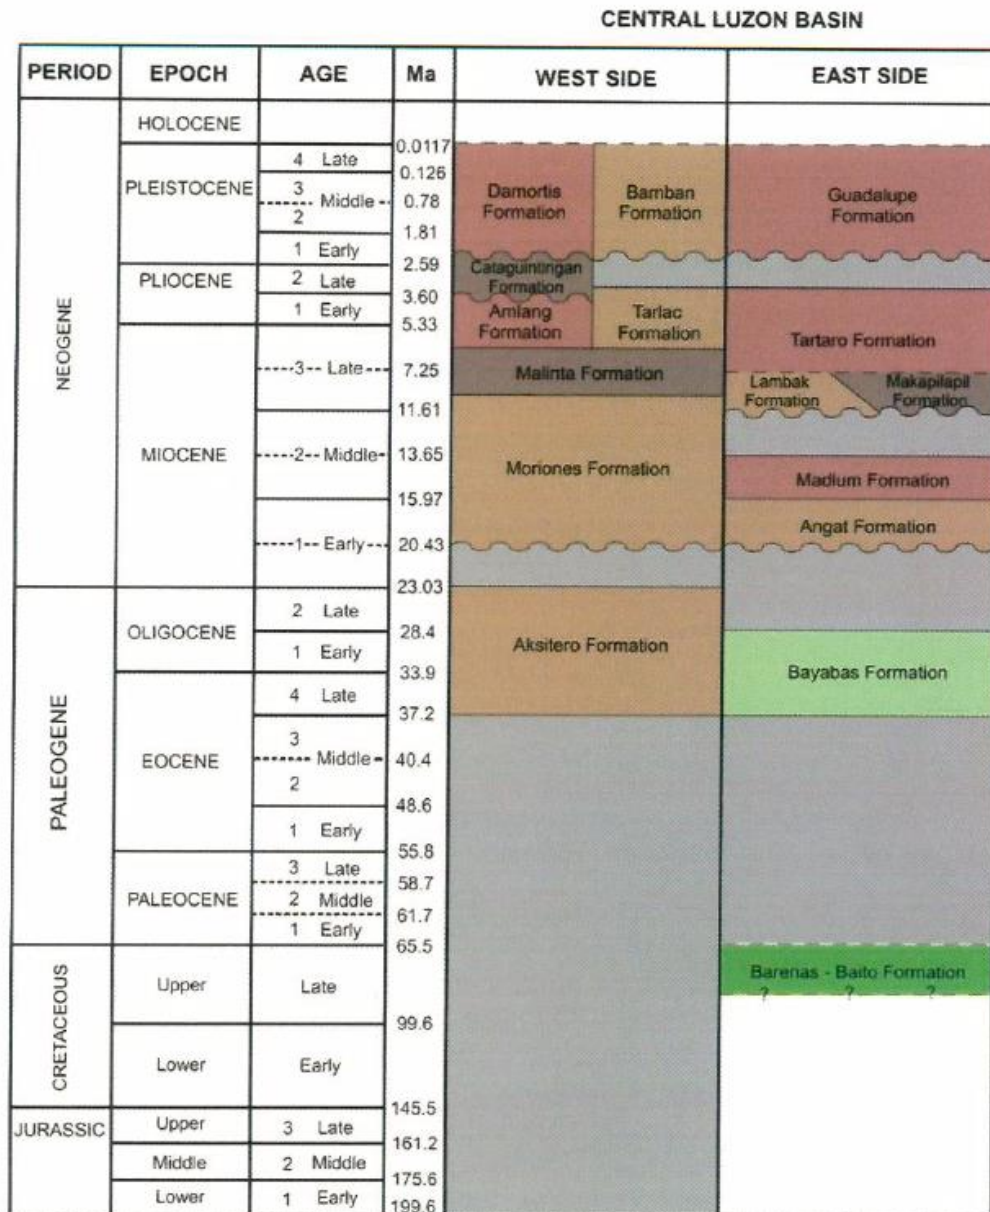 CENTRAL LUZON BASIN
PERIOD EPOCH AGE Ma WEST SIDE EAST SIDE
HOLOCENE
0.0117
4 Late
0.126
PLEISTOCENE
3
Middle
0.78
2
1.81
1 Early
2.59
Damortis
Formation
Bamban
Formation
Guadalupe
Formation
NEOGENE
PLIOCENE
2 Late
3.60
1 Early
5.33
Cataguintingan
Formation
Amlang
Formation
Tarlac
Formation
Tartaro Formation
MIOCENE
3 Late
7.25
11.61
Malinta Formation
Lambak
Formation
Makapilapil
Formation
2 Middle
13.65
15.97
Moriones Formation
Madlum Formation
Angat Formation
1 Early
20.43
23.03
PALEOGENE
OLIGOCENE
2 Late
28.4
1 Early
33.9
Aksitero Formation
Bayabas Formation
EOCENE
4 Late
37.2
3
Middle
40.4
2
48.6
1 Early
55.8
PALEOCENE
3 Late
58.7
2 Middle
61.7
1 Early
65.5
CRETACEOUS
Upper Late
99.6
Barenas - Baito Formation
? ? ?
Lower Early
145.5
JURASSIC
Upper 3 Late
161.2
Middle 2 Middle
175.6
Lower 1 Early
199.6